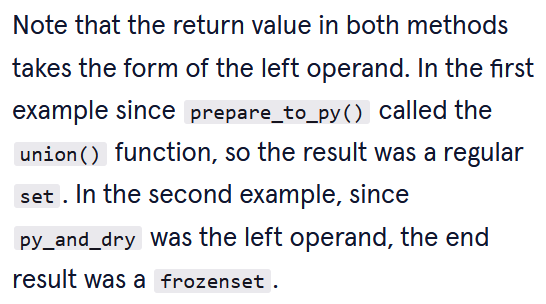 Note that the return value in both methods
takes the form of the left operand. In the first
example since prepare_to_py() called the
union() function, so the result was a regular
set. In the second example, since
py_and_dry was the left operand, the end
result was a frozenset.